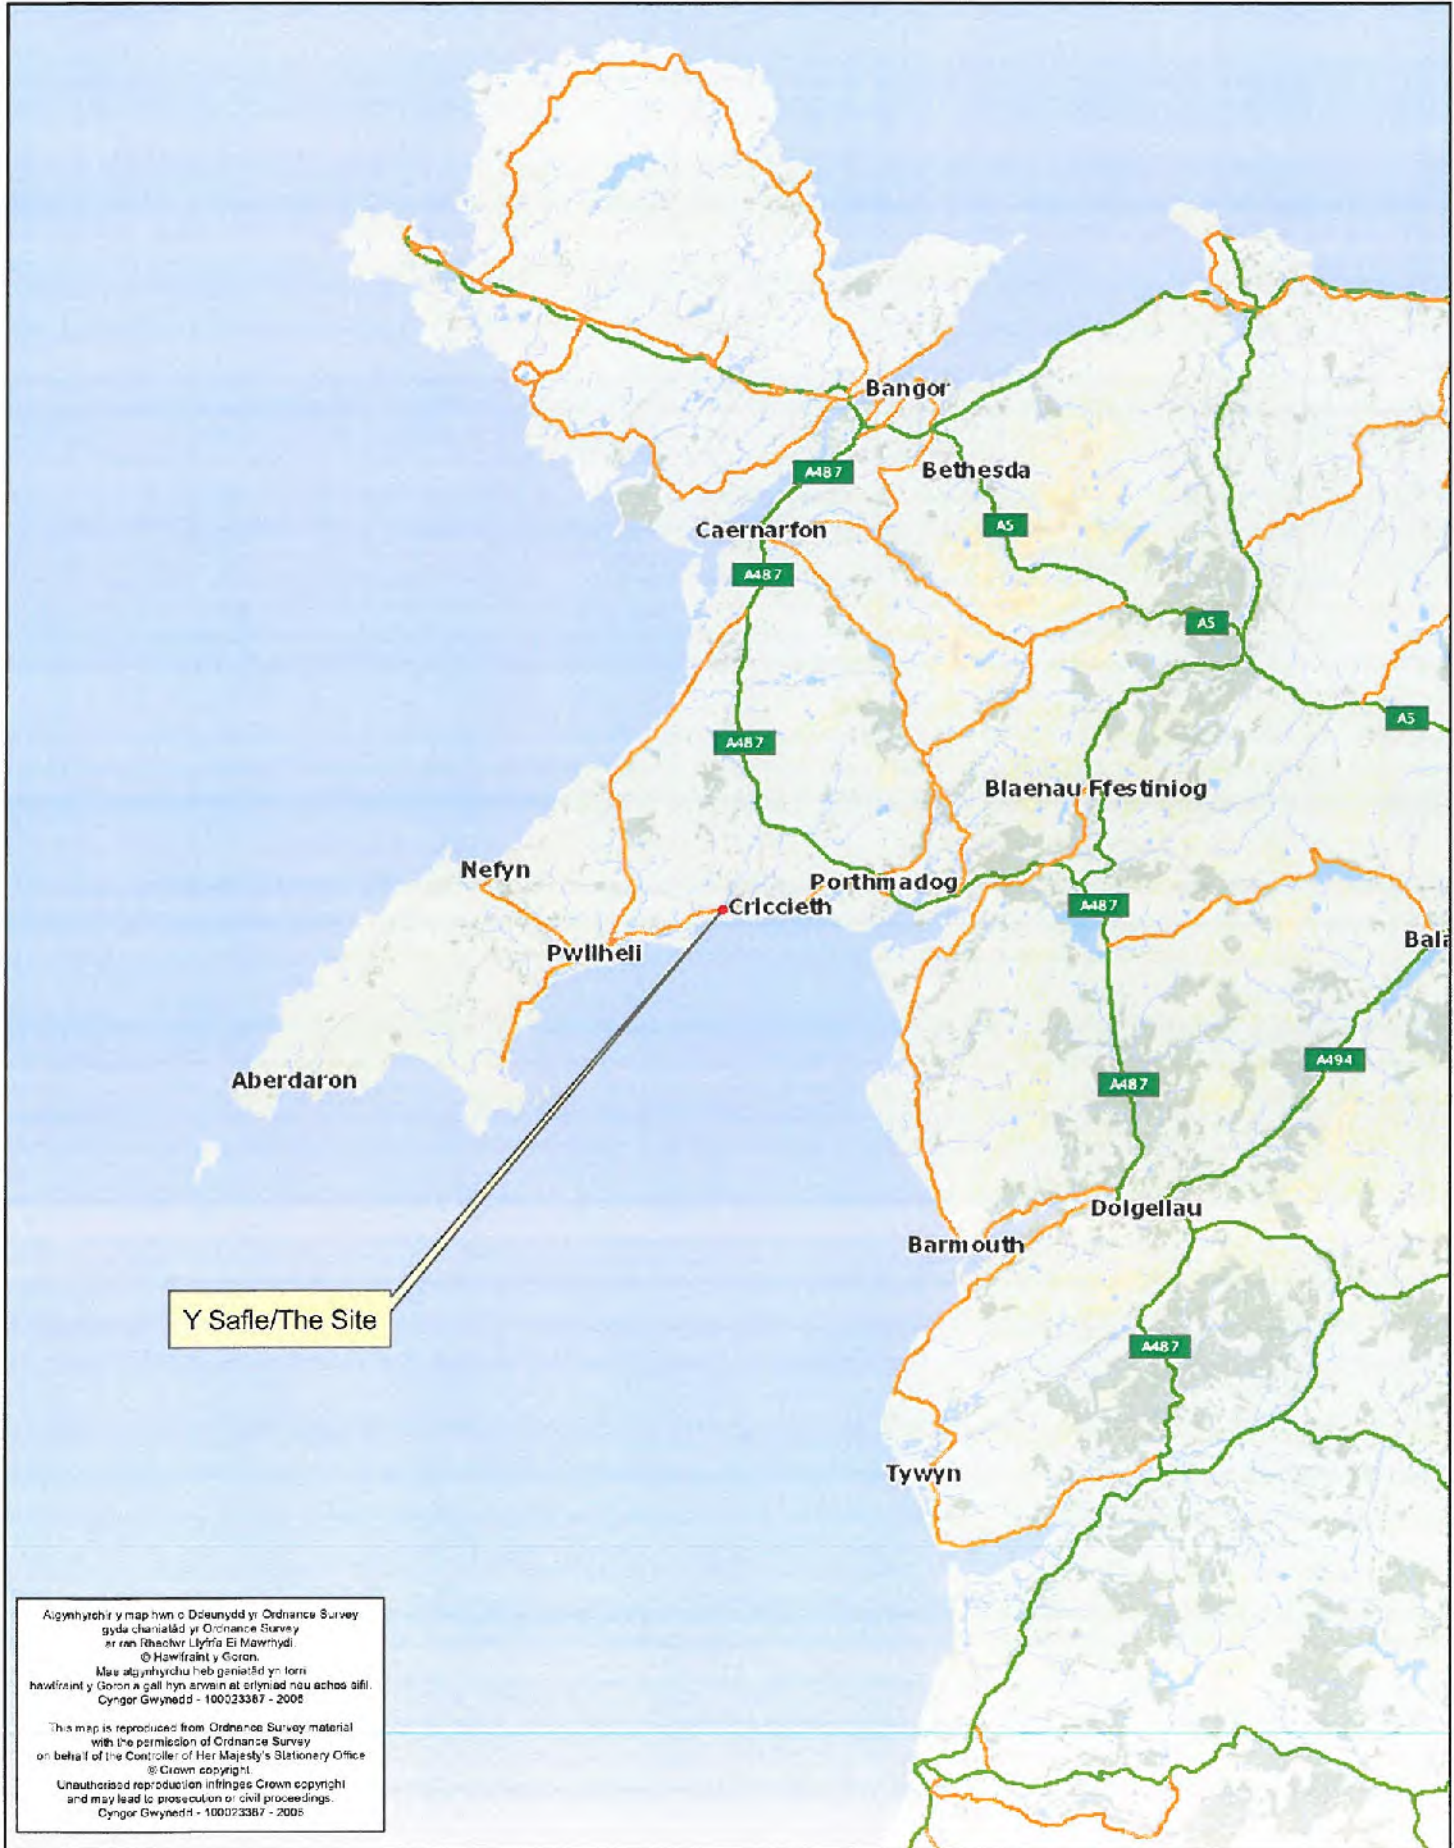 Bangor
A487
Bethesda
Caernarfon
A5
A487
A5
A5
A487
Blaenau Ffestiniog
Nefyn
Porthmadog
A487
Criccieth
Pwllheli
Bala
A494
Aberdaron
A487
Dolgellau
Barmouth
Y Safle/The Site
A487
Tywyn
Algynhyrchir y map hwn o Ddeunydd yr Ordnance Survey
gyda chaniatâd yr Ordnance Survey
ar ran Rheolwr Llyfrfa Ei Mawrhydi.
© Hawlfraint y Goron.
Mae atgynhyrchu heb ganiatâd yn torri
hawlfraint y Goron a gall hyn arwain at erlyniad neu achos sifil.
Cyngor Gwynedd - 100023387 -
This map is reproduced from Ordnance Survey material
with the permission of Ordnance Survey
on behalf of the Controller of Her Majesty's Stationery Office
© Crown copyright.
Unauthorised reproduction infringes Crown copyright
and may lead to prosecution or civil proceedings.
Cyngor Gwynedd - 100023387 -